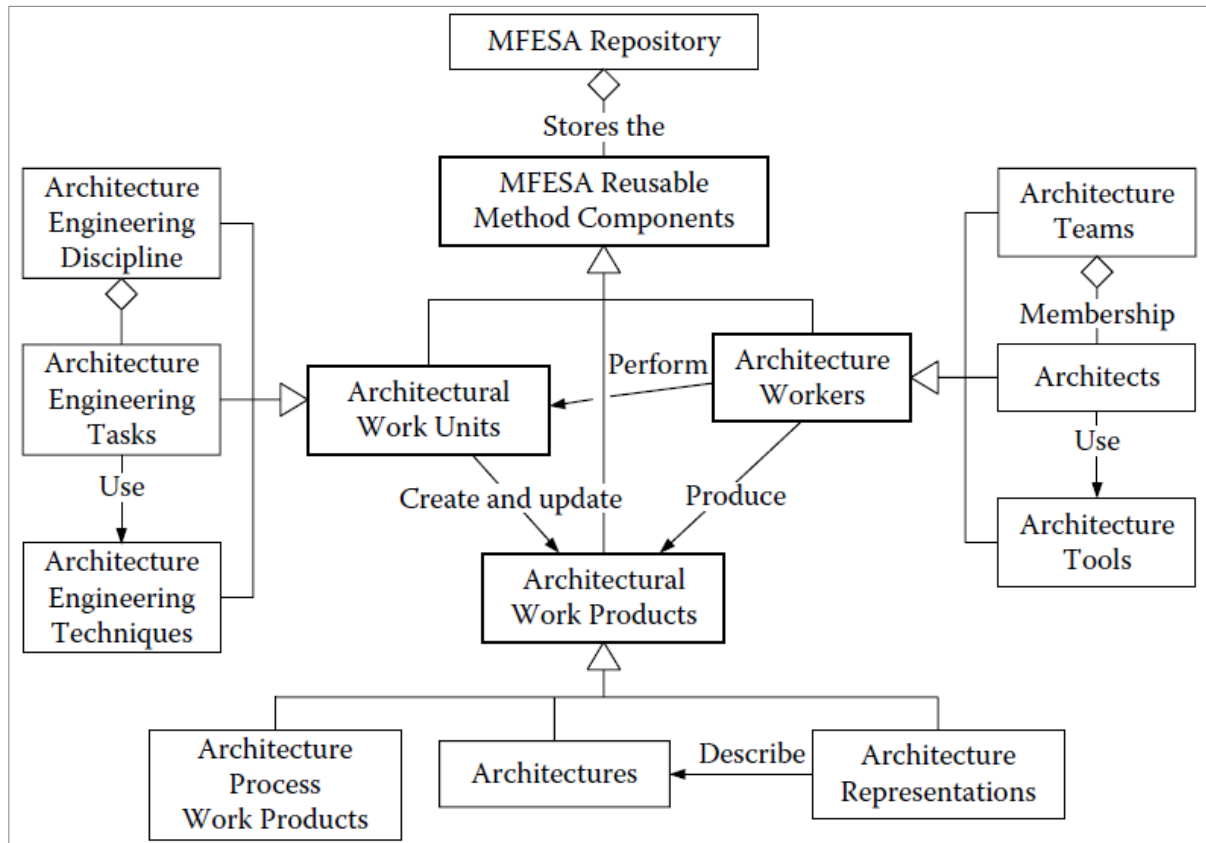 MFESA Repository
Stores the
MFESA Reusable
Method Components
Architecture
Engineering
Discipline
Architecture
Teams
Membership
Architecture
Engineering
Tasks
Perform
Architectural
Work Units
Architecture
Workers
Architects
Use
Use
Create and update
Produce
Architecture
Engineering
Techniques
Architectural
Work Products
Architecture
Tools
Architecture
Process
Work Products
Architectures
Describe
Architecture
Representations